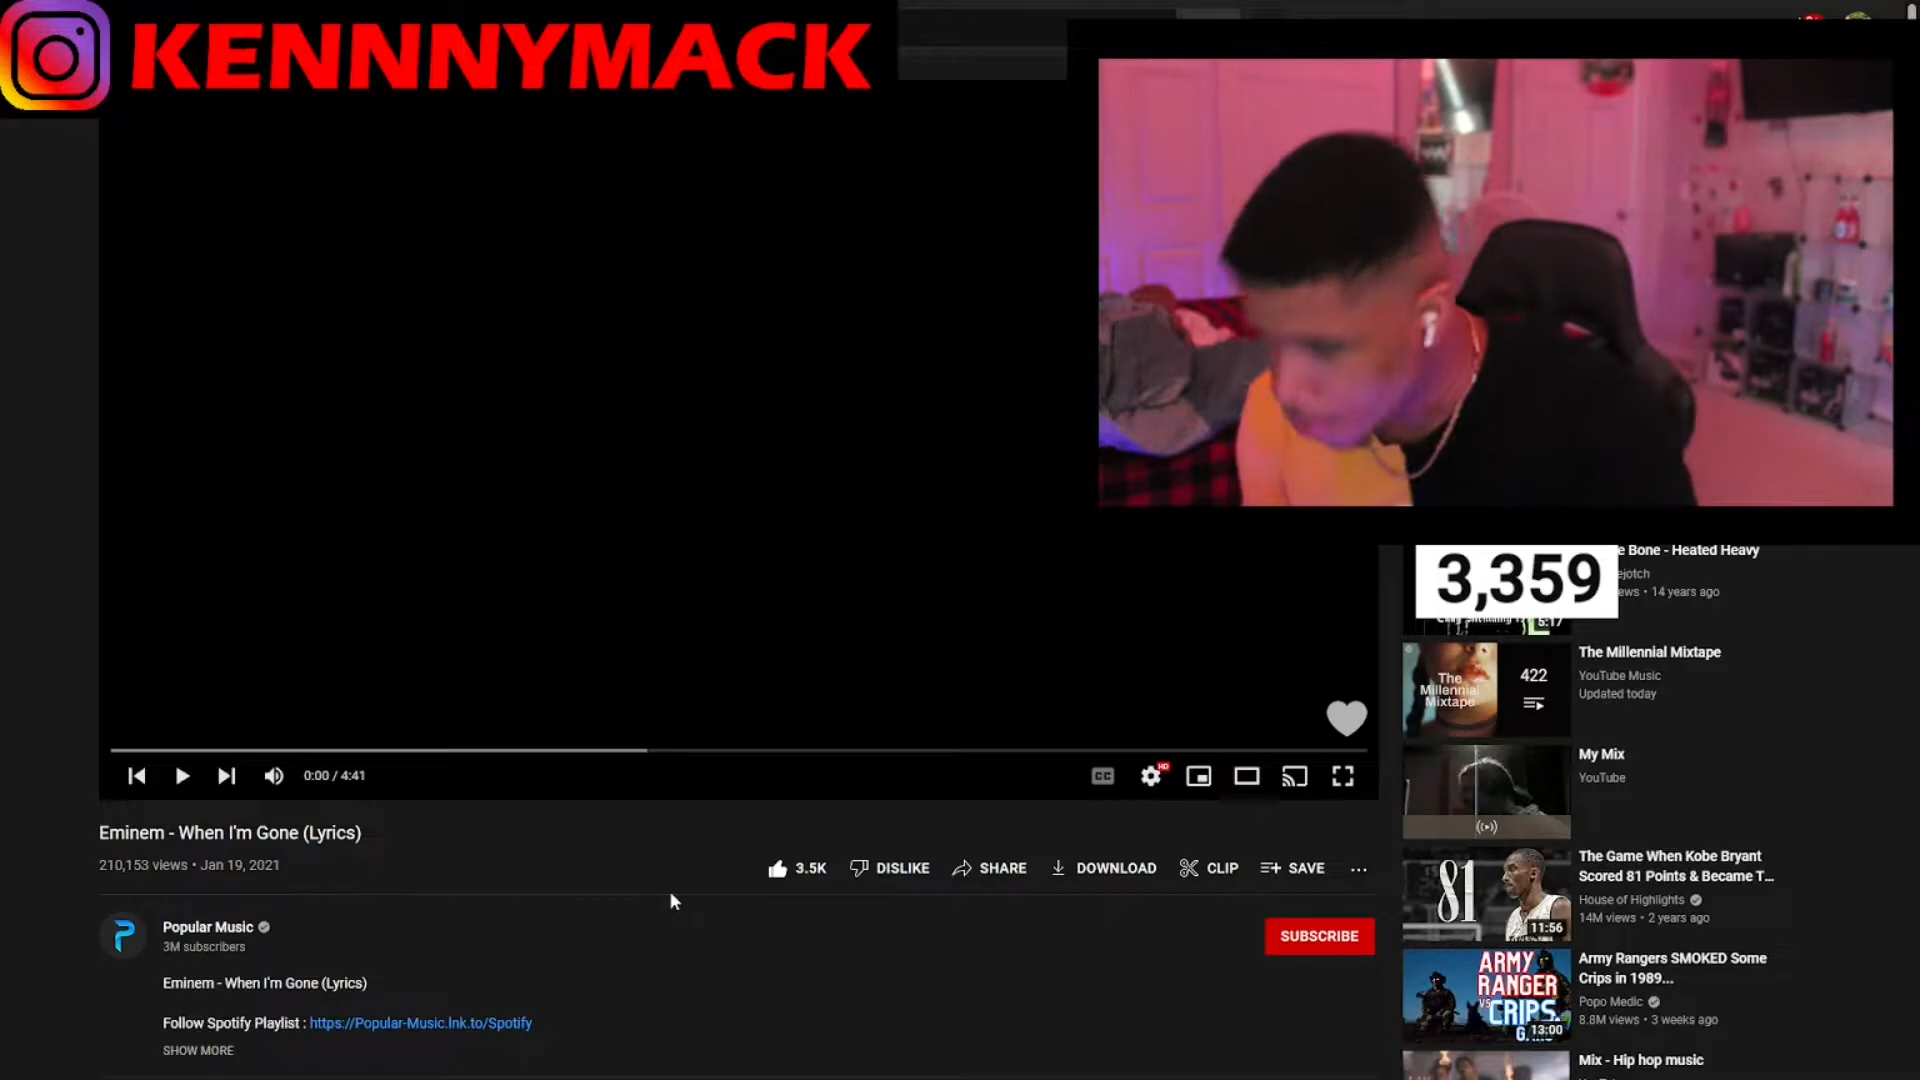 KENNNYMACK
3,359
e Bone - Heated Heavy
ejotch
ews • 14 years ago
5:17
The Millennial Mixtape
422
The Millennial Mixtape
YouTube Music
Updated today
My Mix
YouTube
HD
CC
0:00 / 4:41
Eminem - When I'm Gone (Lyrics)
210,153 views • Jan 19, 2021
3.5K
DISLIKE
SHARE
DOWNLOAD
CLIP
SAVE
Popular Music
3M subscribers
SUBSCRIBE
Eminem - When I'm Gone (Lyrics)
Follow Spotify Playlist : https://Popular-Music.lnk.to/Spotify
SHOW MORE
81
11:56
The Game When Kobe Bryant
Scored 81 Points & Became T...
House of Highlights
14M views • 2 years ago
ARMY
RANGER
VS
CRIPS
13:00
Army Rangers SMOKED Some
Crips in 1989...
Popo Medic
8.8M views • 3 weeks ago
Mix - Hip hop music